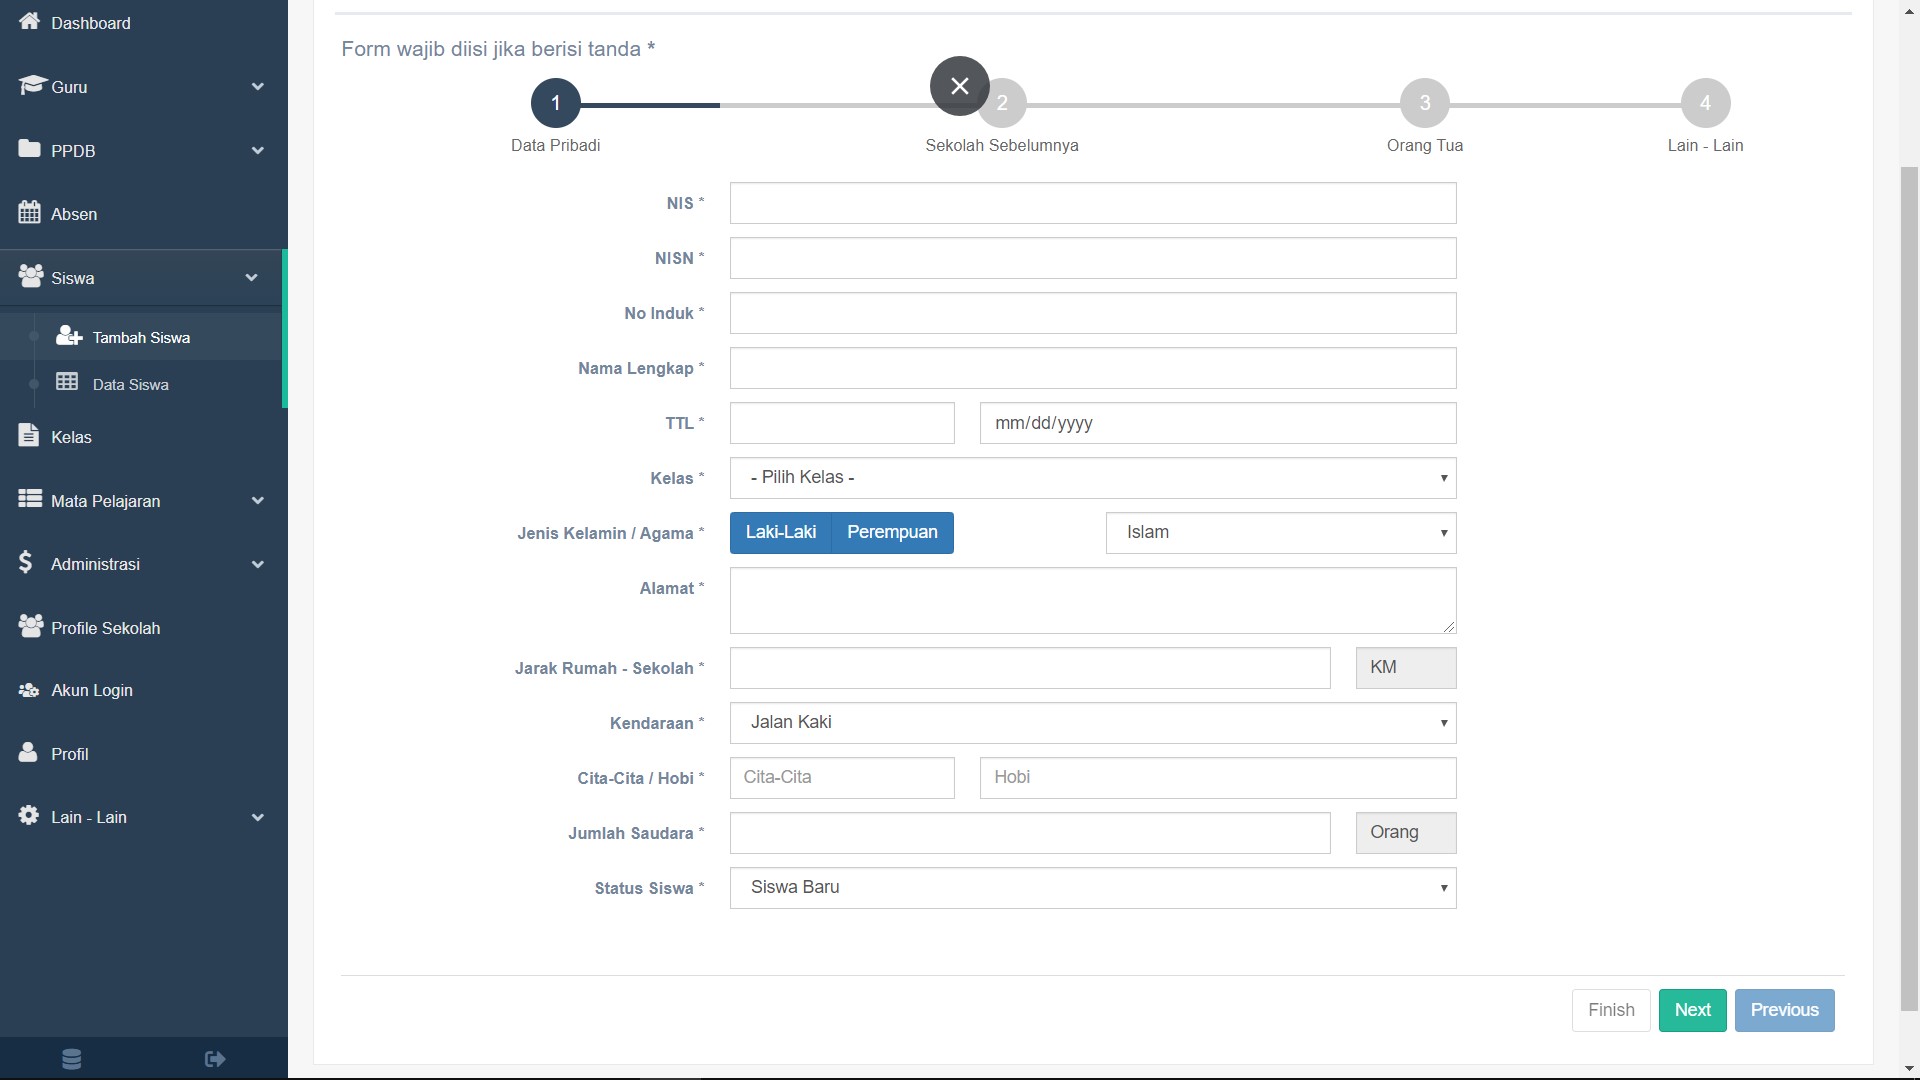 Dashboard
Guru
PPDB
Absen
Siswa
Tambah Siswa
Data Siswa
Kelas
Mata Pelajaran
Administrasi
Profile Sekolah
Akun Login
Profil
Lain - Lain
Form wajib diisi jika berisi tanda *
1
2
3
4
Data Pribadi
Sekolah Sebelumnya
Orang Tua
Lain - Lain
NIS *
NISN *
No Induk *
Nama Lengkap *
TTL * mm/dd/yyyy
Kelas * - Pilih Kelas -
Jenis Kelamin / Agama * Laki-Laki Perempuan Islam
Alamat *
Jarak Rumah - Sekolah * KM
Kendaraan * Jalan Kaki
Cita-Cita / Hobi * Cita-Cita Hobi
Jumlah Saudara * Orang
Status Siswa * Siswa Baru
Finish Next Previous